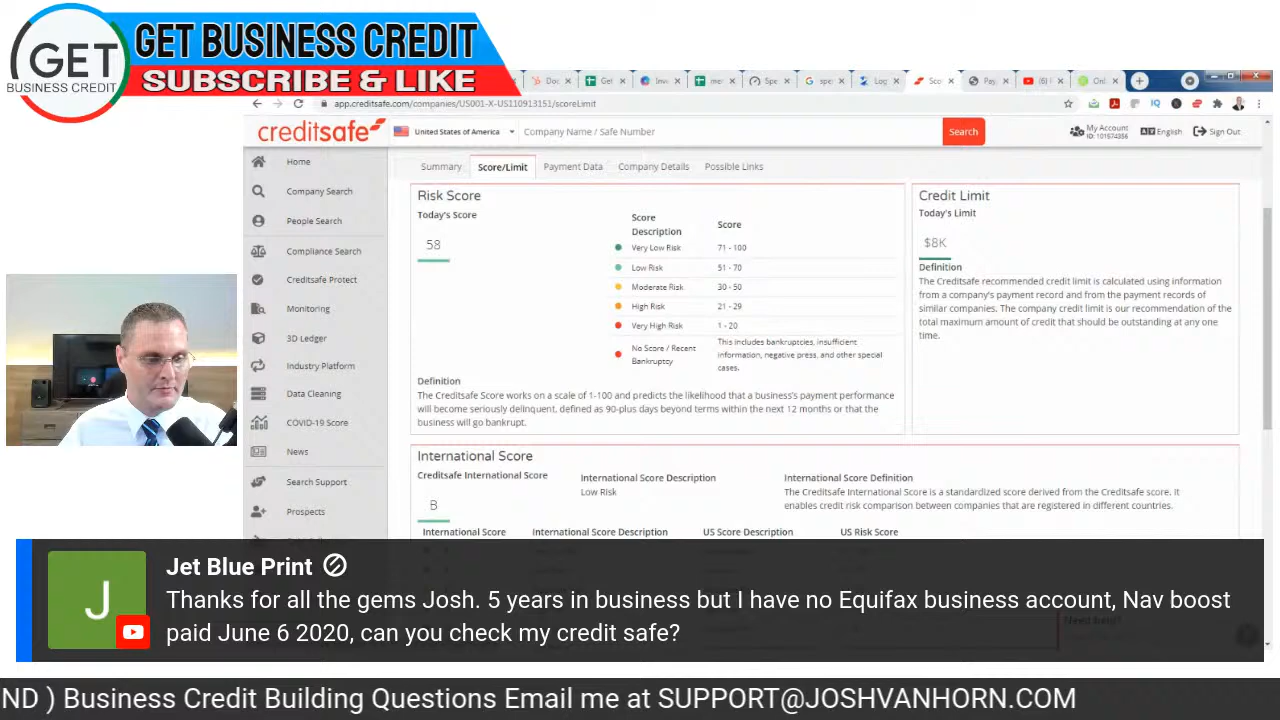 GET
BUSINESS CREDIT
GET BUSINESS CREDIT
SUBSCRIBE & LIKE
app.creditsafe.com/companies/US001-X-US110913151/scoreLimit
creditsafe
United States of America
Company Name / Safe Number
Search
My Account
ID: 101574356
English
Sign Out
Home
Company Search
People Search
Compliance Search
Creditsafe Protect
Monitoring
3D Ledger
Industry Platform
Data Cleaning
COVID-19 Score
News
Search Support
Prospects
Summary
Score/Limit
Payment Data
Company Details
Possible Links
Risk Score
Today's Score
58
Score Description
Score
Very Low Risk
71 - 100
Low Risk
51 - 70
Moderate Risk
30 - 50
High Risk
21 - 29
Very High Risk
1 - 20
No Score / Recent Bankruptcy
This includes bankruptcies, insufficient
information, negative press, and other special
cases.
Definition
The Creditsafe Score works on a scale of 1-100 and predicts the likelihood that a business's payment performance
will become seriously delinquent, defined as 90-plus days beyond terms within the next 12 months or that the
business will go bankrupt.
Credit Limit
Today's Limit
$8K
Definition
The Creditsafe recommended credit limit is calculated using information
from a company's payment record and from the payment records of
similar companies. The company credit limit is our recommendation of the
total maximum amount of credit that should be outstanding at any one
time.
International Score
Creditsafe International Score
B
International Score Description
Low Risk
International Score Definition
The Creditsafe International Score is a standardized score derived from the Creditsafe score. It
enables credit risk comparison between companies that are registered in different countries.
International Score
International Score Description
US Score Description
US Risk Score
J
Jet Blue Print
Thanks for all the gems Josh. 5 years in business but I have no Equifax business account, Nav boost
paid June 6 2020, can you check my credit safe?
Need help?
ND ) Business Credit Building Questions Email me at SUPPORT@JOSHVANHORN.COM